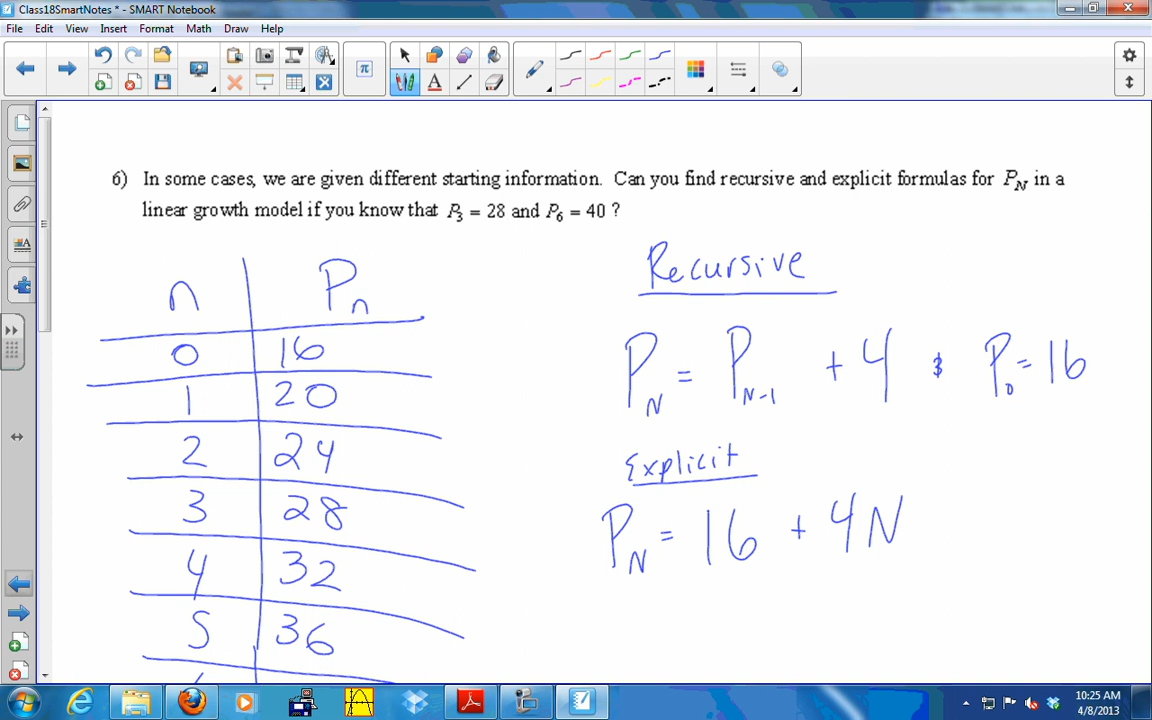 Class18SmartNotes * - SMART Notebook
File Edit View Insert Format Math Draw Help
6) In some cases, we are given different starting information. Can you find recursive and explicit formulas for P_N in a
linear growth model if you know that P_3 = 28 and P_6 = 40 ?
n P_n
0 16
1 20
2 24
3 28
4 32
5 36
Recursive
P_N = P_N-1 + 4 & P_0 = 16
Explicit
P_N = 16 + 4N
10:25 AM
4/8/2013